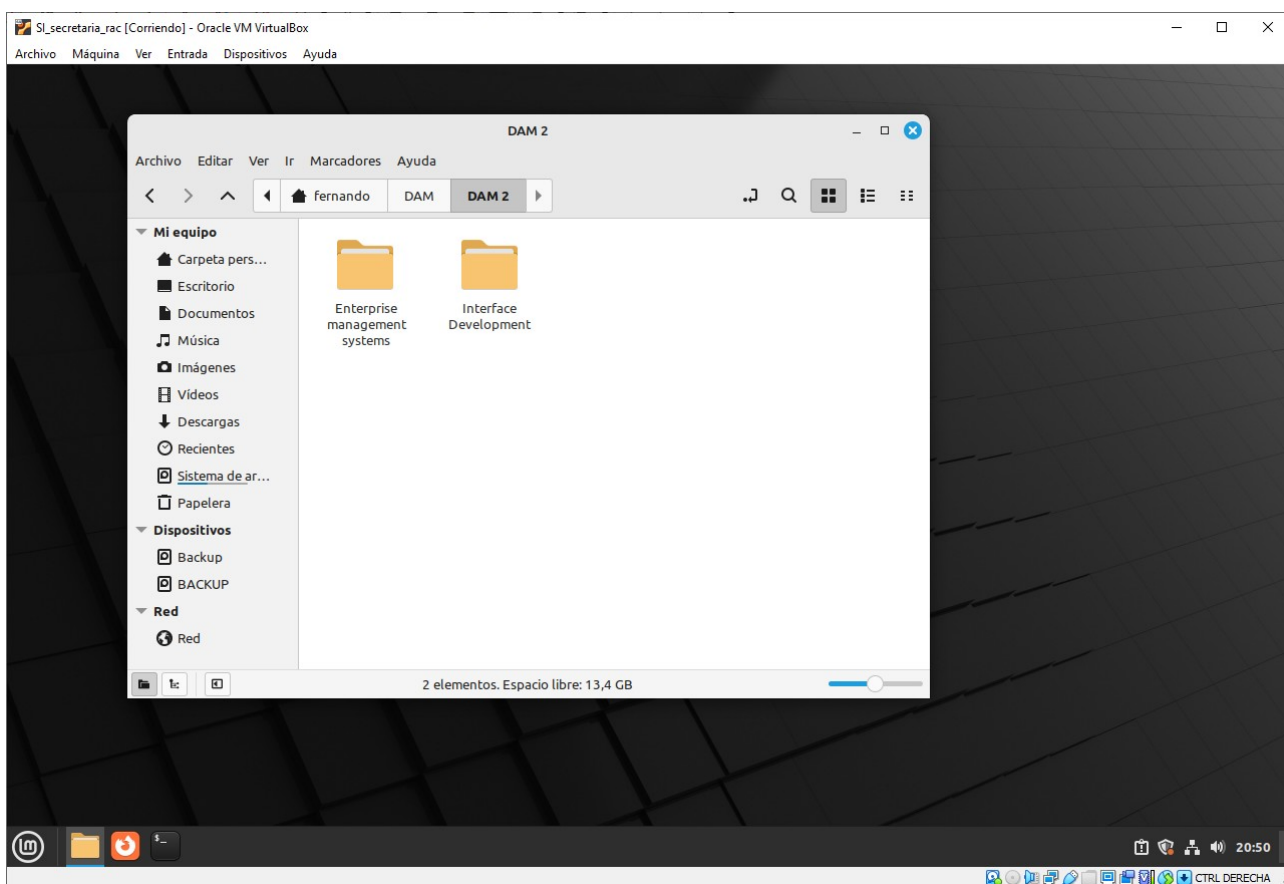 SI_secretaria_rac [Corriendo] - Oracle VM VirtualBox
Archivo Máquina Ver Entrada Dispositivos Ayuda
DAM 2
Archivo Editar Ver Ir Marcadores Ayuda
fernando DAM DAM 2
Mi equipo
Carpeta pers...
Escritorio
Documentos
Música
Imágenes
Vídeos
Descargas
Recientes
Sistema de ar...
Papelera
Dispositivos
Backup
BACKUP
Red
Red
Enterprise
management
systems
Interface
Development
2 elementos. Espacio libre: 13,4 GB
20:50
CTRL DERECHA